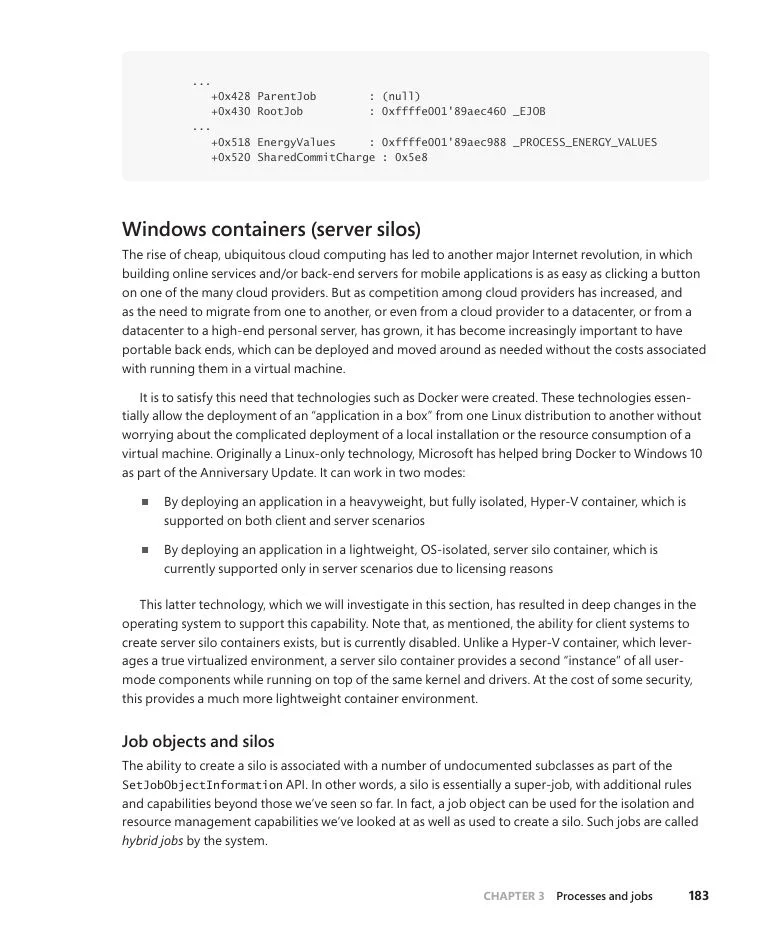 ...
+0x428 ParentJob : (null)
+0x430 RootJob : 0xffffe001'89aec460 _EJOB
...
+0x518 EnergyValues : 0xffffe001'89aec988 _PROCESS_ENERGY_VALUES
+0x520 SharedCommitCharge : 0x5e8
Windows containers (server silos)
The rise of cheap, ubiquitous cloud computing has led to another major Internet revolution, in which
building online services and/or back-end servers for mobile applications is as easy as clicking a button
on one of the many cloud providers. But as competition among cloud providers has increased, and
as the need to migrate from one to another, or even from a cloud provider to a datacenter, or from a
datacenter to a high-end personal server, has grown, it has become increasingly important to have
portable back ends, which can be deployed and moved around as needed without the costs associated
with running them in a virtual machine.
It is to satisfy this need that technologies such as Docker were created. These technologies essen-
tially allow the deployment of an “application in a box” from one Linux distribution to another without
worrying about the complicated deployment of a local installation or the resource consumption of a
virtual machine. Originally a Linux-only technology, Microsoft has helped bring Docker to Windows 10
as part of the Anniversary Update. It can work in two modes:
■ By deploying an application in a heavyweight, but fully isolated, Hyper-V container, which is
supported on both client and server scenarios
■ By deploying an application in a lightweight, OS-isolated, server silo container, which is
currently supported only in server scenarios due to licensing reasons
This latter technology, which we will investigate in this section, has resulted in deep changes in the
operating system to support this capability. Note that, as mentioned, the ability for client systems to
create server silo containers exists, but is currently disabled. Unlike a Hyper-V container, which lever-
ages a true virtualized environment, a server silo container provides a second “instance” of all user-
mode components while running on top of the same kernel and drivers. At the cost of some security,
this provides a much more lightweight container environment.
Job objects and silos
The ability to create a silo is associated with a number of undocumented subclasses as part of the
SetJobObjectInformation API. In other words, a silo is essentially a super-job, with additional rules
and capabilities beyond those we’ve seen so far. In fact, a job object can be used for the isolation and
resource management capabilities we’ve looked at as well as used to create a silo. Such jobs are called
hybrid jobs by the system.
CHAPTER 3 Processes and jobs 183